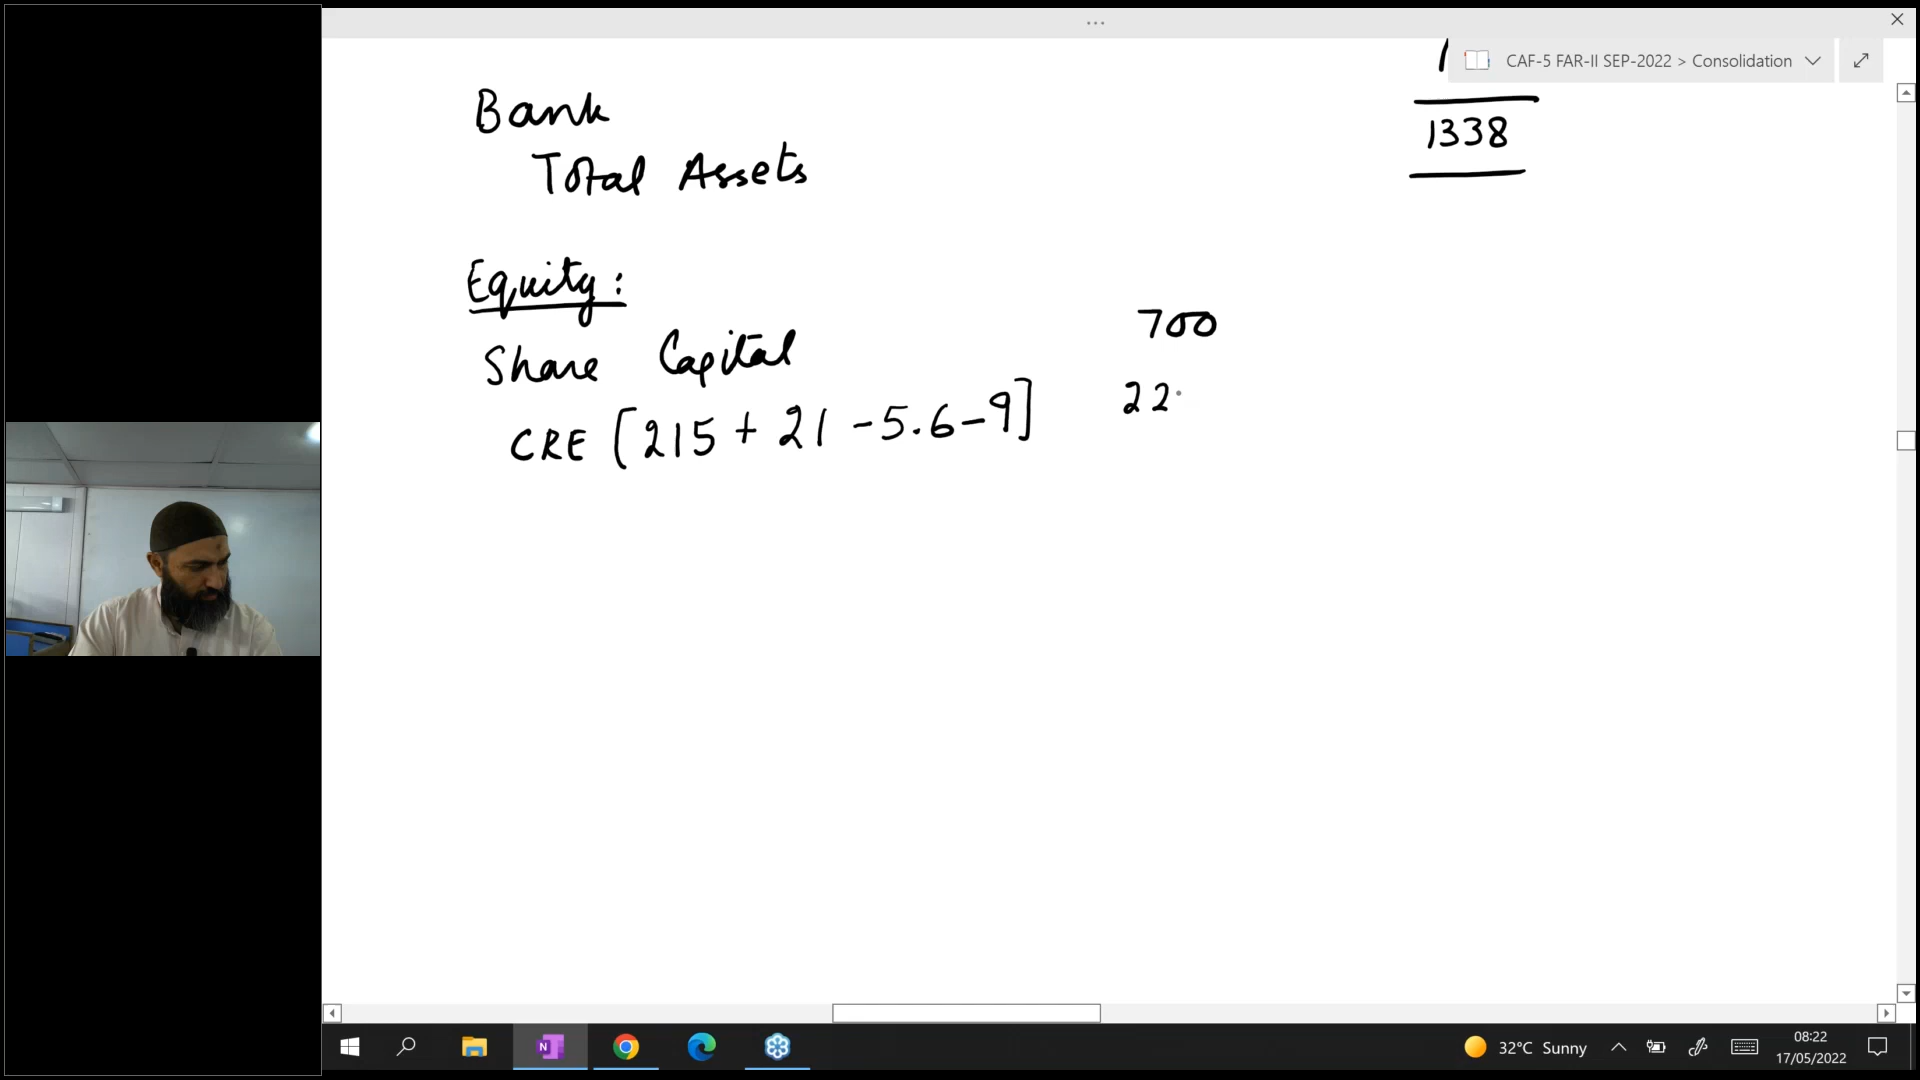 CAF-5 FAR-II SEP-2022 > Consolidation
Bank
1338
Total Assets
Equity:
Share Capital 700
CRE [215 + 21 - 5.6 - 9] 22
32°C Sunny
08:22
17/05/2022